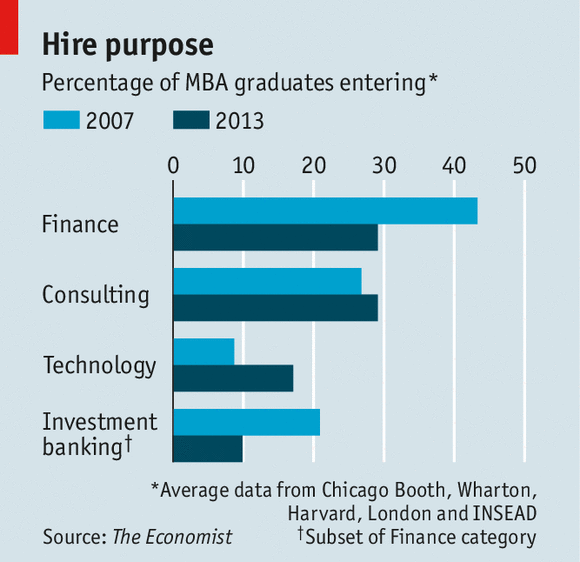 Hire purpose
Percentage of MBA graduates entering*
2007 2013
0 10 20 30 40 50
Finance
Consulting
Technology
Investment
banking†
*Average data from Chicago Booth, Wharton,
Harvard, London and INSEAD
Source: The Economist †Subset of Finance category